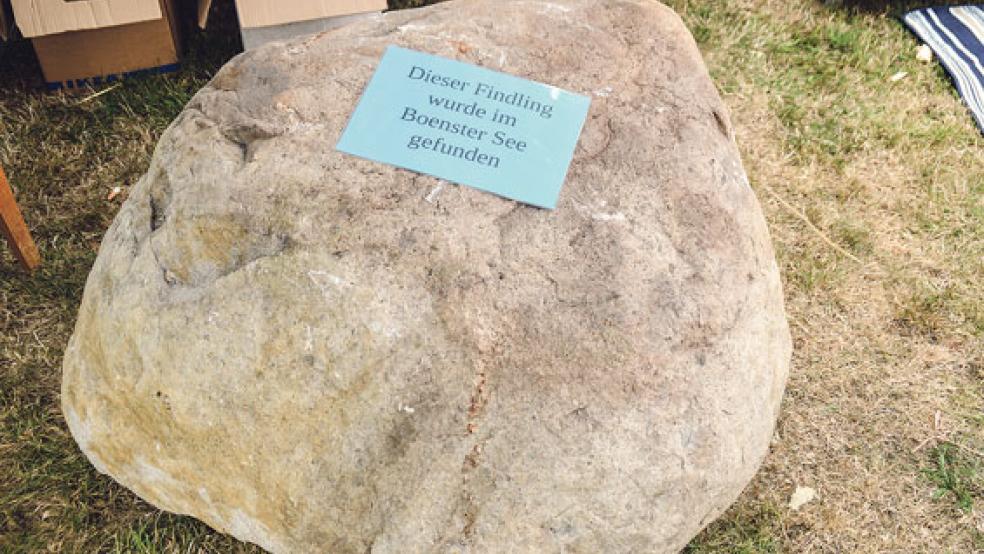 Dieser Findling
wurde im
Boenster See
gefunden